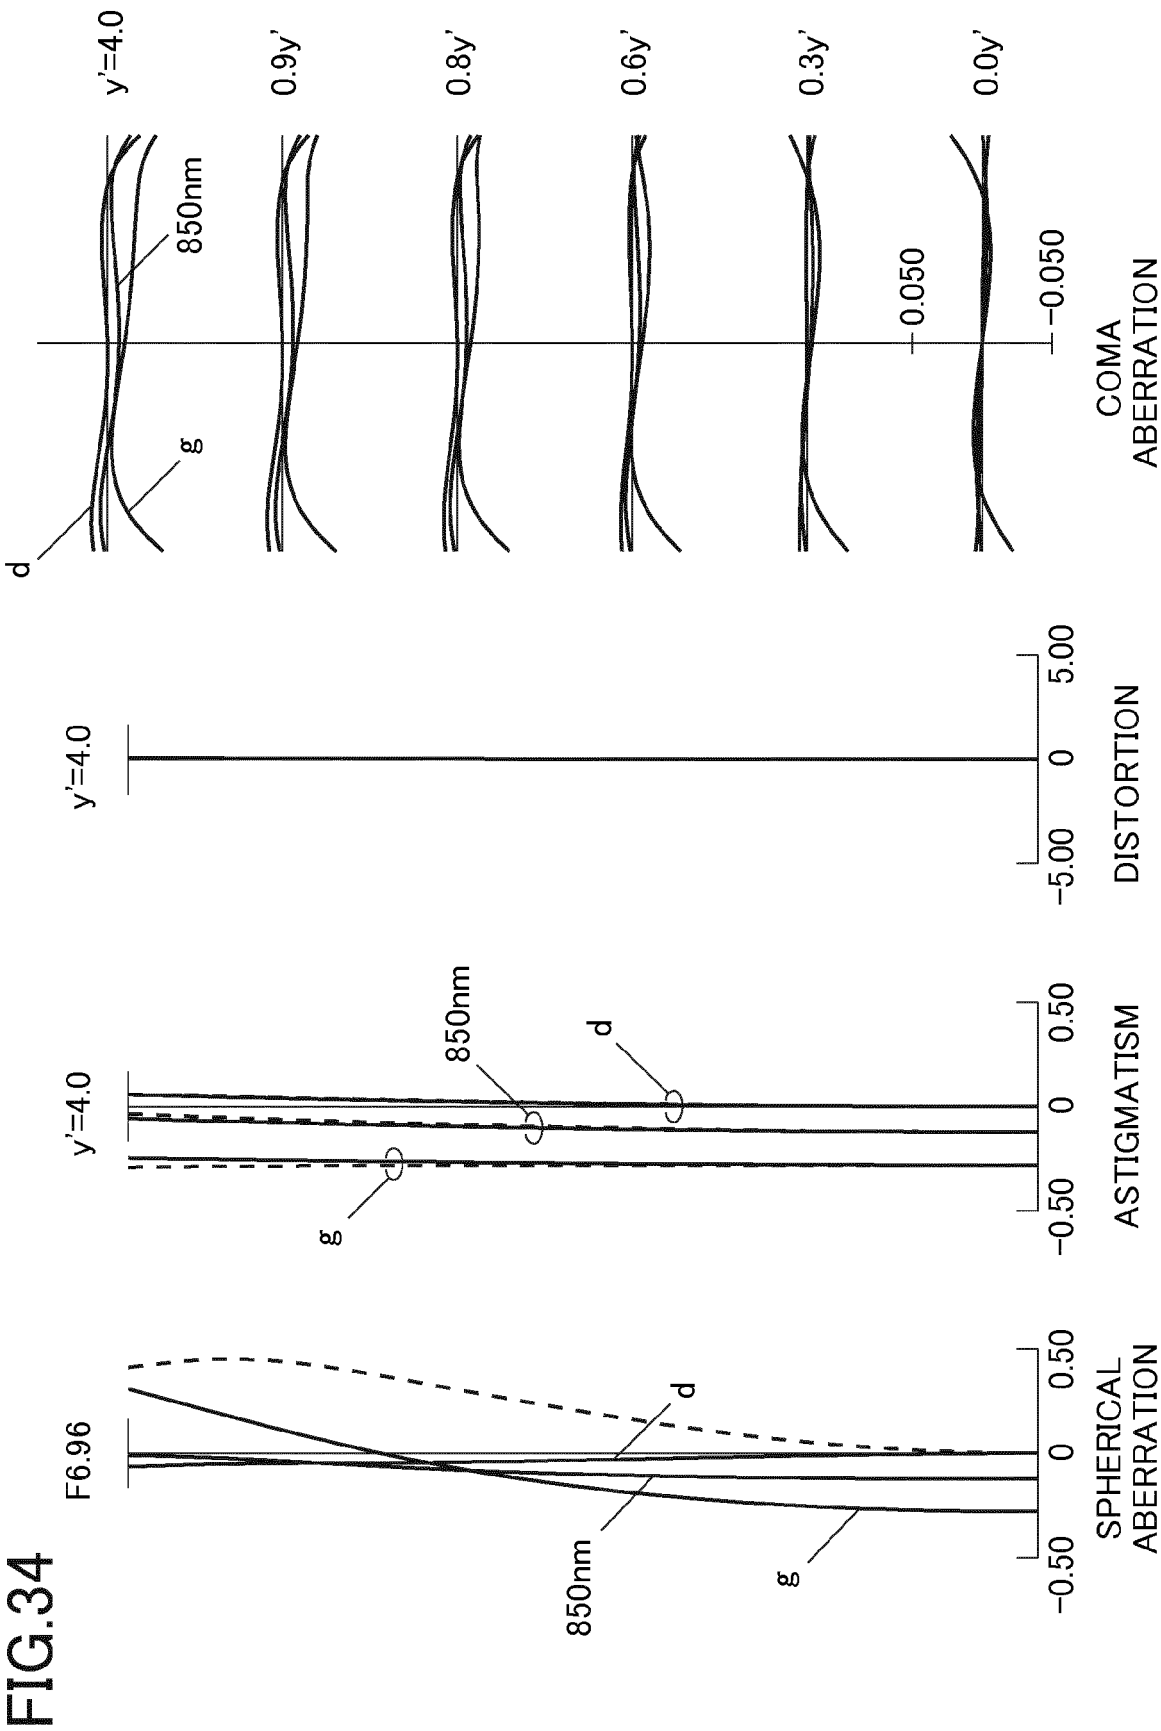 FIG.34
F6.96
850nm
g
d
−0.50
0
0.50
SPHERICAL
ABERRATION
y'=4.0
g
850nm
d
−0.50
0
0.50
ASTIGMATISM
y'=4.0
−5.00
0
5.00
DISTORTION
d
g
850nm
y'=4.0
0.9y'
0.8y'
0.6y'
0.3y'
0.0y'
0.050
−0.050
COMA
ABERRATION